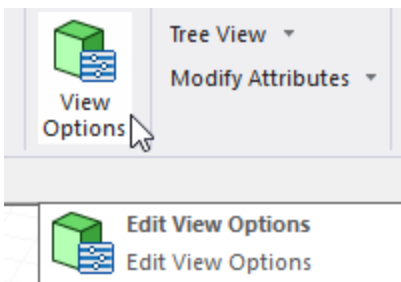 Tree View
Modify Attributes
View
Options
Edit View Options
Edit View Options